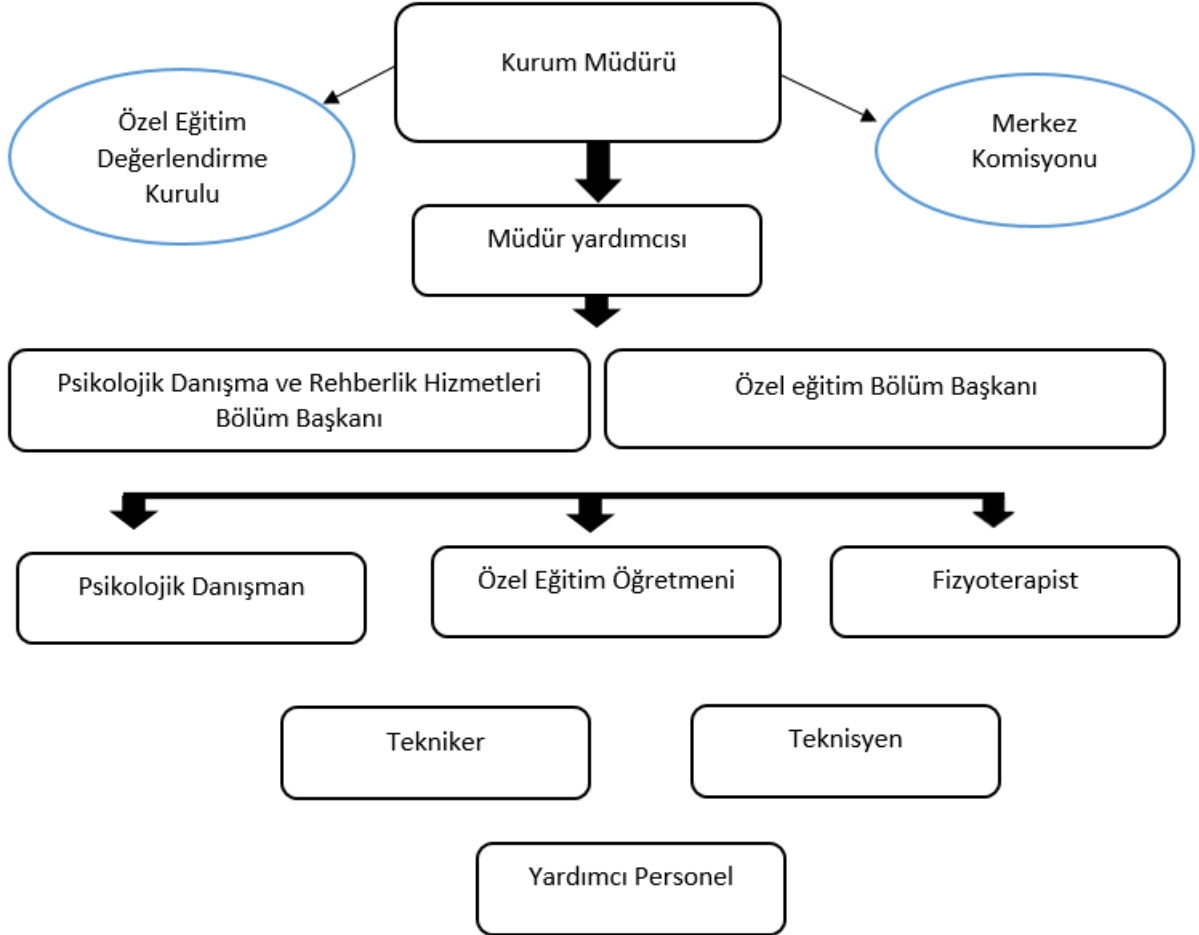 Kurum Müdürü
Özel Eğitim
Değerlendirme
Kurulu
Merkez
Komisyonu
Müdür yardımcısı
Psikolojik Danışma ve Rehberlik Hizmetleri
Bölüm Başkanı
Özel eğitim Bölüm Başkanı
Psikolojik Danışman
Özel Eğitim Öğretmeni
Fizyoterapist
Tekniker
Teknisyen
Yardımcı Personel